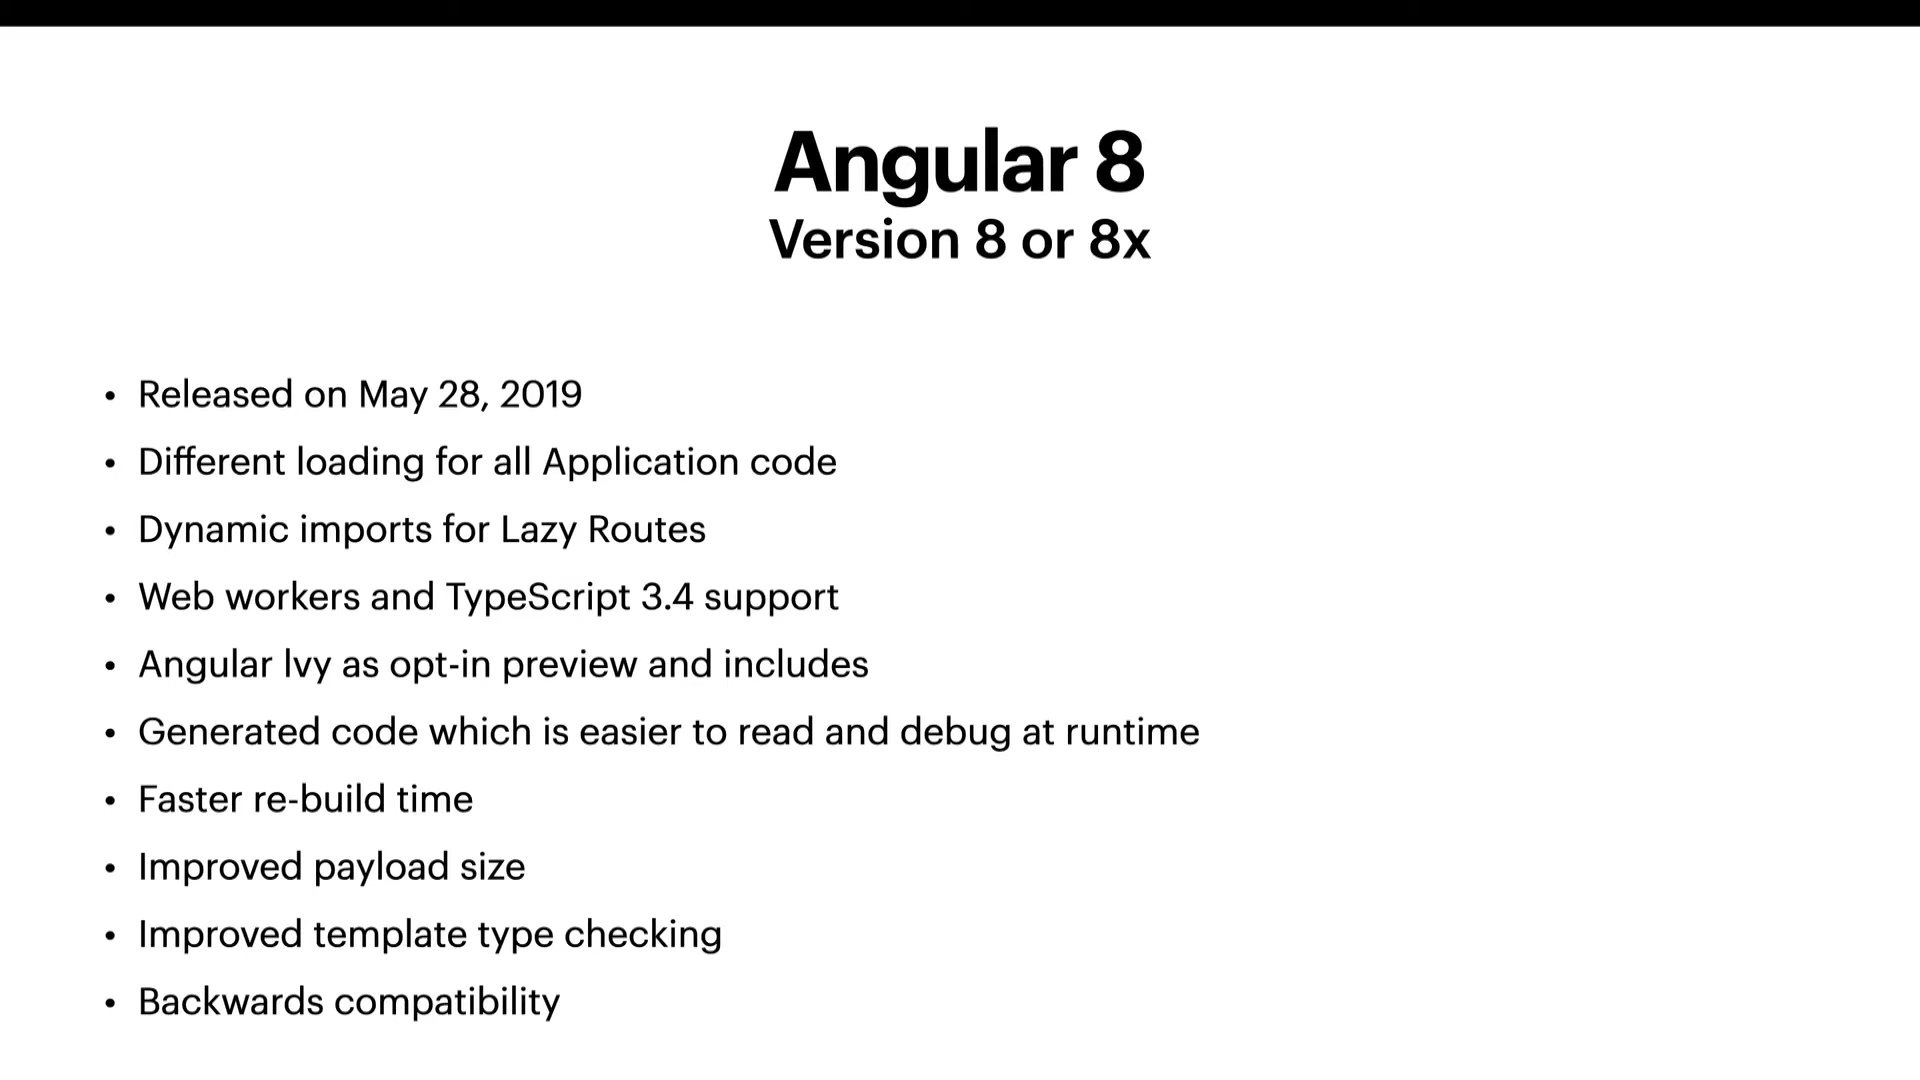 Angular 8
Version 8 or 8x
• Released on May 28, 2019
• Different loading for all Application code
• Dynamic imports for Lazy Routes
• Web workers and TypeScript 3.4 support
• Angular lvy as opt-in preview and includes
• Generated code which is easier to read and debug at runtime
• Faster re-build time
• Improved payload size
• Improved template type checking
• Backwards compatibility